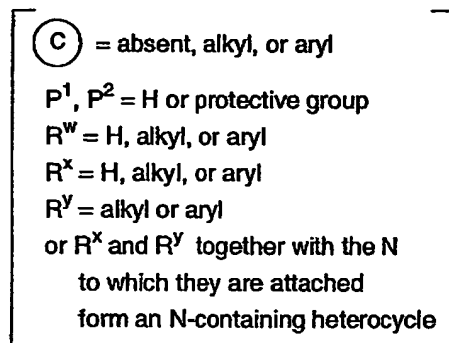 C = absent, alkyl, or aryl
P¹, P² = H or protective group
Rʷ = H, alkyl, or aryl
Rˣ = H, alkyl, or aryl
Rʸ = alkyl or aryl
or Rˣ and Rʸ together with the N
to which they are attached
form an N-containing heterocycle